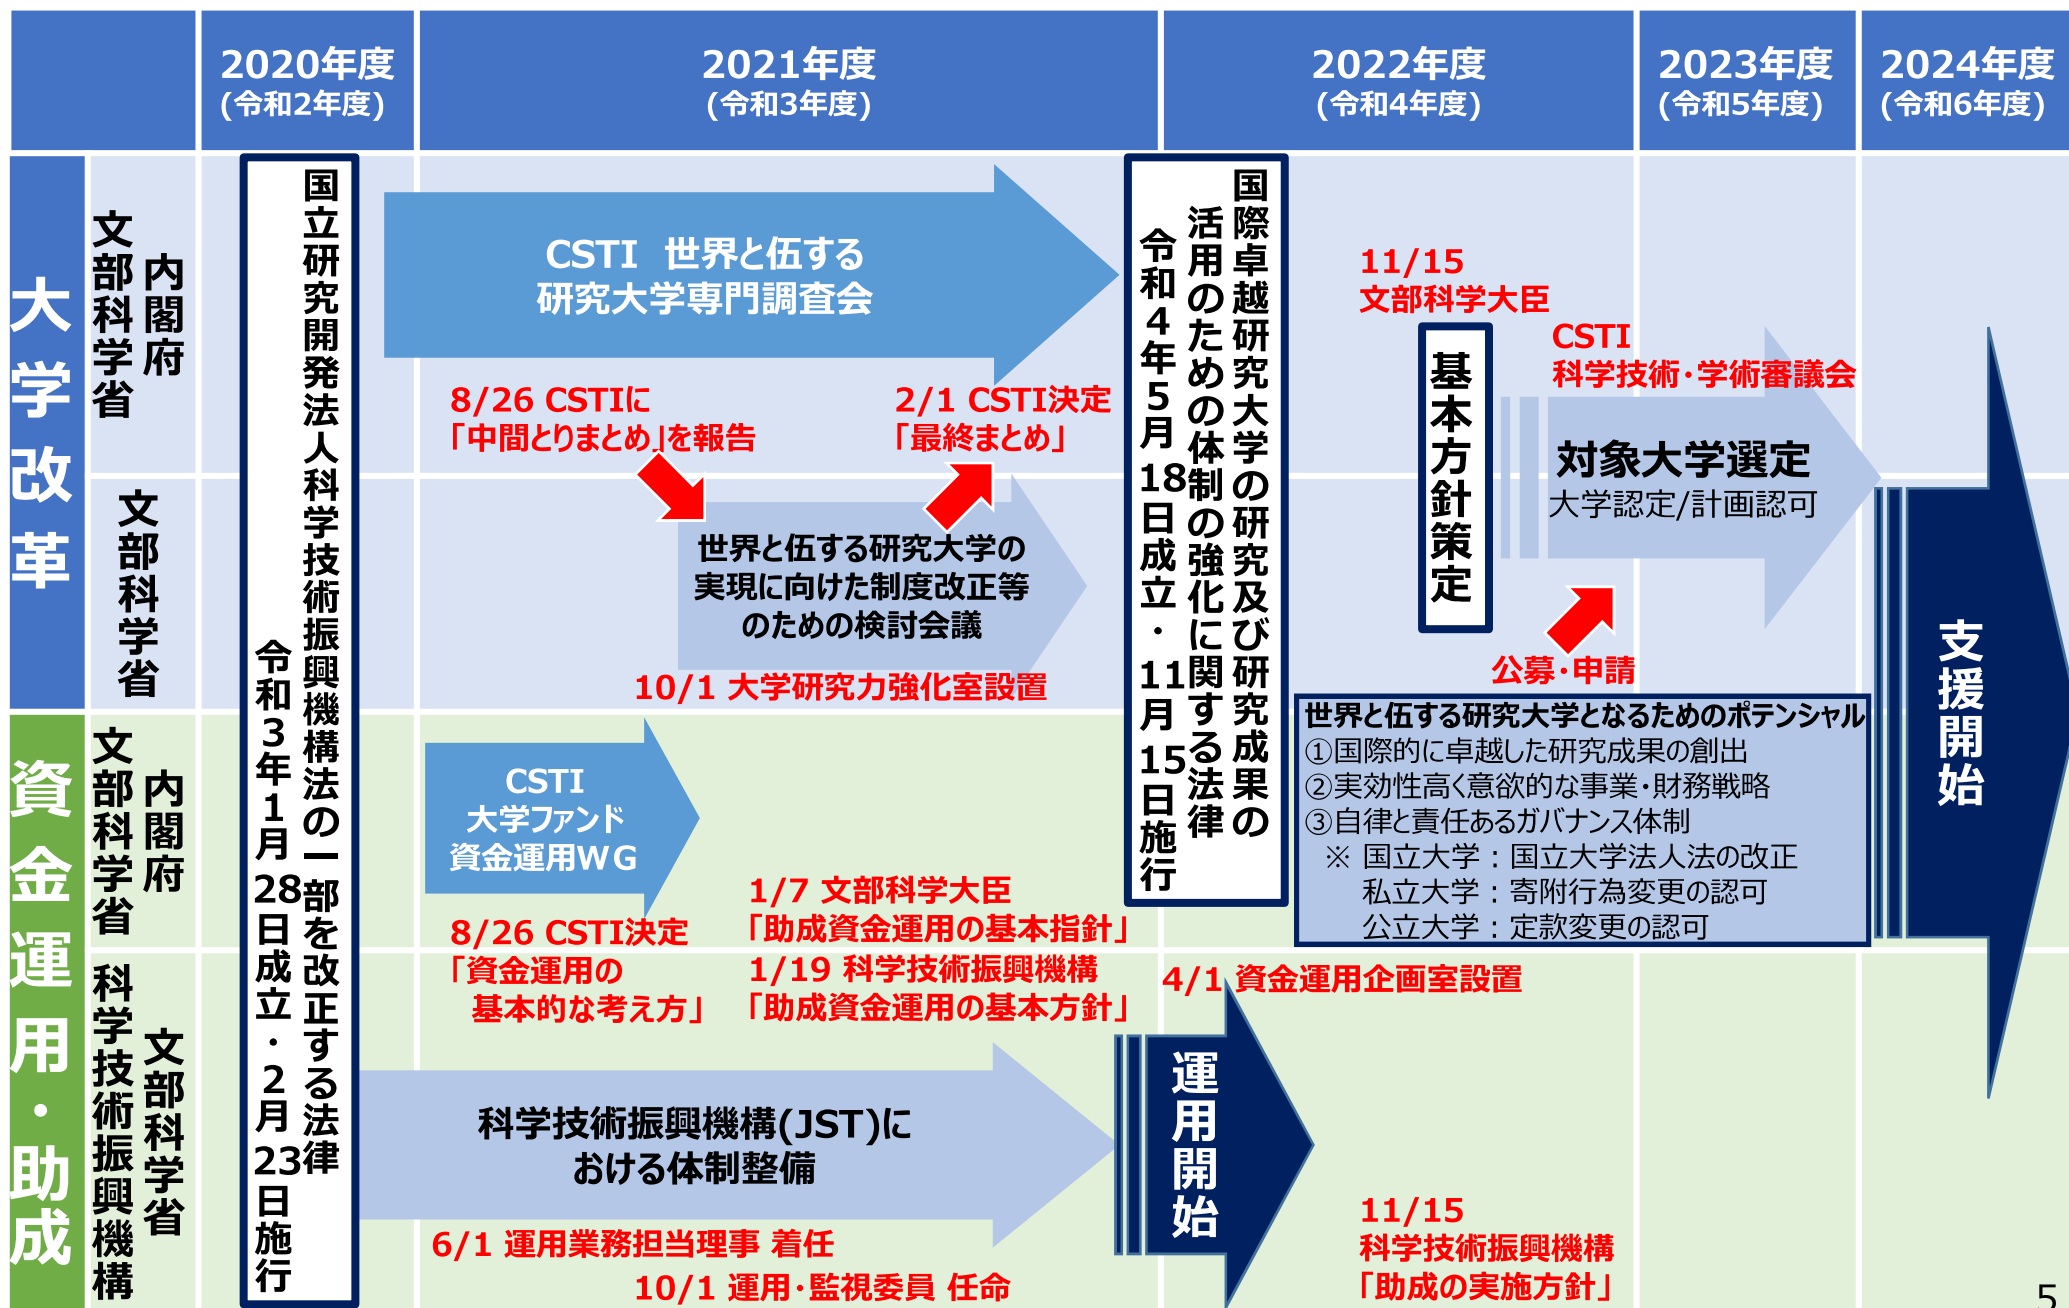 2020年度
(令和2年度)
2021年度
(令和3年度)
2022年度
(令和4年度)
2023年度
(令和5年度)
2024年度
(令和6年度)
大学改革
内閣府
文部科学省
文部科学省
資金運用・助成
内閣府
文部科学省
文部科学省
科学技術振興機構
国立研究開発法人科学技術振興機構法の一部を改正する法律
令和3年1月28日成立・2月23日施行
CSTI 世界と伍する
研究大学専門調査会
8/26 CSTIに
「中間とりまとめ」を報告
2/1 CSTI決定
「最終まとめ」
世界と伍する研究大学の
実現に向けた制度改正等
のための検討会議
10/1 大学研究力強化室設置
国際卓越研究大学の研究及び研究成果の
活用のための体制の強化に関する法律
令和4年5月18日成立・11月15日施行
11/15
文部科学大臣
基本方針策定
CSTI
科学技術・学術審議会
対象大学選定
大学認定/計画認可
公募・申請
世界と伍する研究大学となるためのポテンシャル
①国際的に卓越した研究成果の創出
②実効性高く意欲的な事業・財務戦略
③自律と責任あるガバナンス体制
※ 国立大学：国立大学法人法の改正
私立大学：寄附行為変更の認可
公立大学：定款変更の認可
支援開始
CSTI
大学ファンド
資金運用WG
8/26 CSTI決定
「資金運用の
基本的な考え方」
1/7 文部科学大臣
「助成資金運用の基本指針」
1/19 科学技術振興機構
「助成資金運用の基本方針」
4/1 資金運用企画室設置
科学技術振興機構(JST)に
おける体制整備
運用開始
6/1 運用業務担当理事 着任
10/1 運用・監視委員 任命
11/15
科学技術振興機構
「助成の実施方針」
5